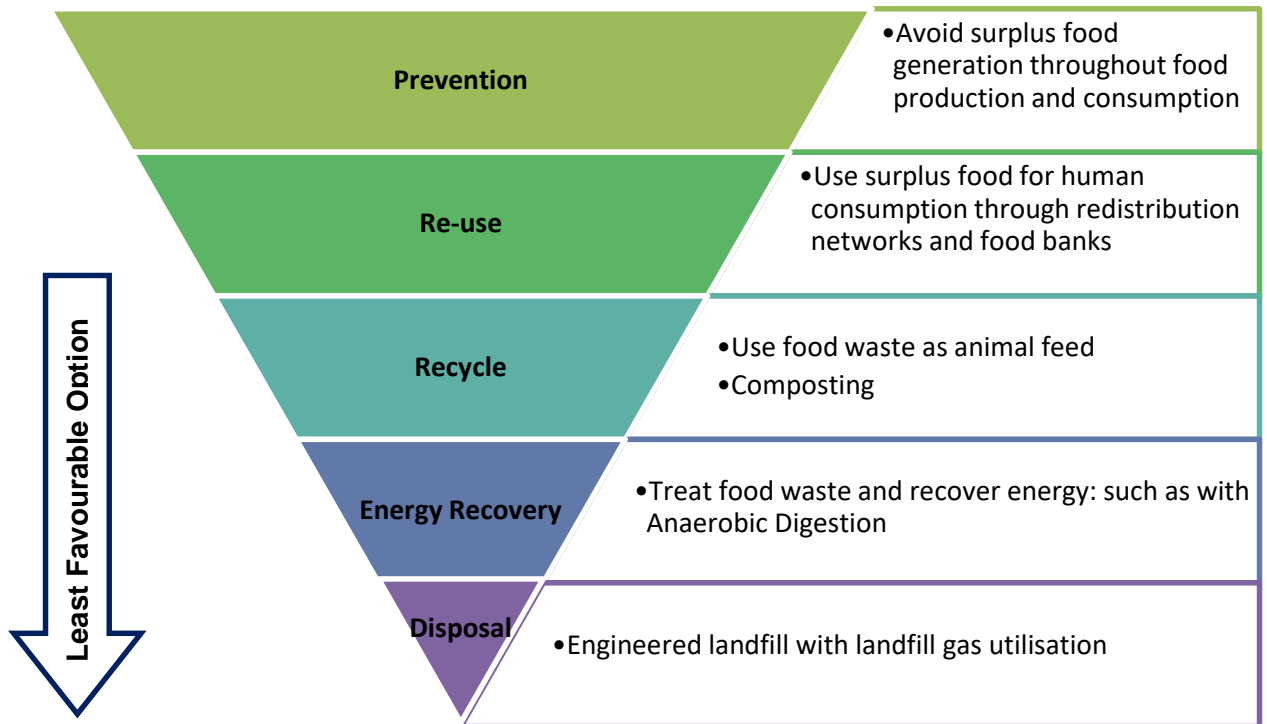 Prevention
•Avoid surplus food
generation throughout food
production and consumption
Re-use
•Use surplus food for human
consumption through redistribution
networks and food banks
Recycle
•Use food waste as animal feed
•Composting
Energy Recovery
•Treat food waste and recover energy: such as with
Anaerobic Digestion
Disposal
•Engineered landfill with landfill gas utilisation
Least Favourable Option